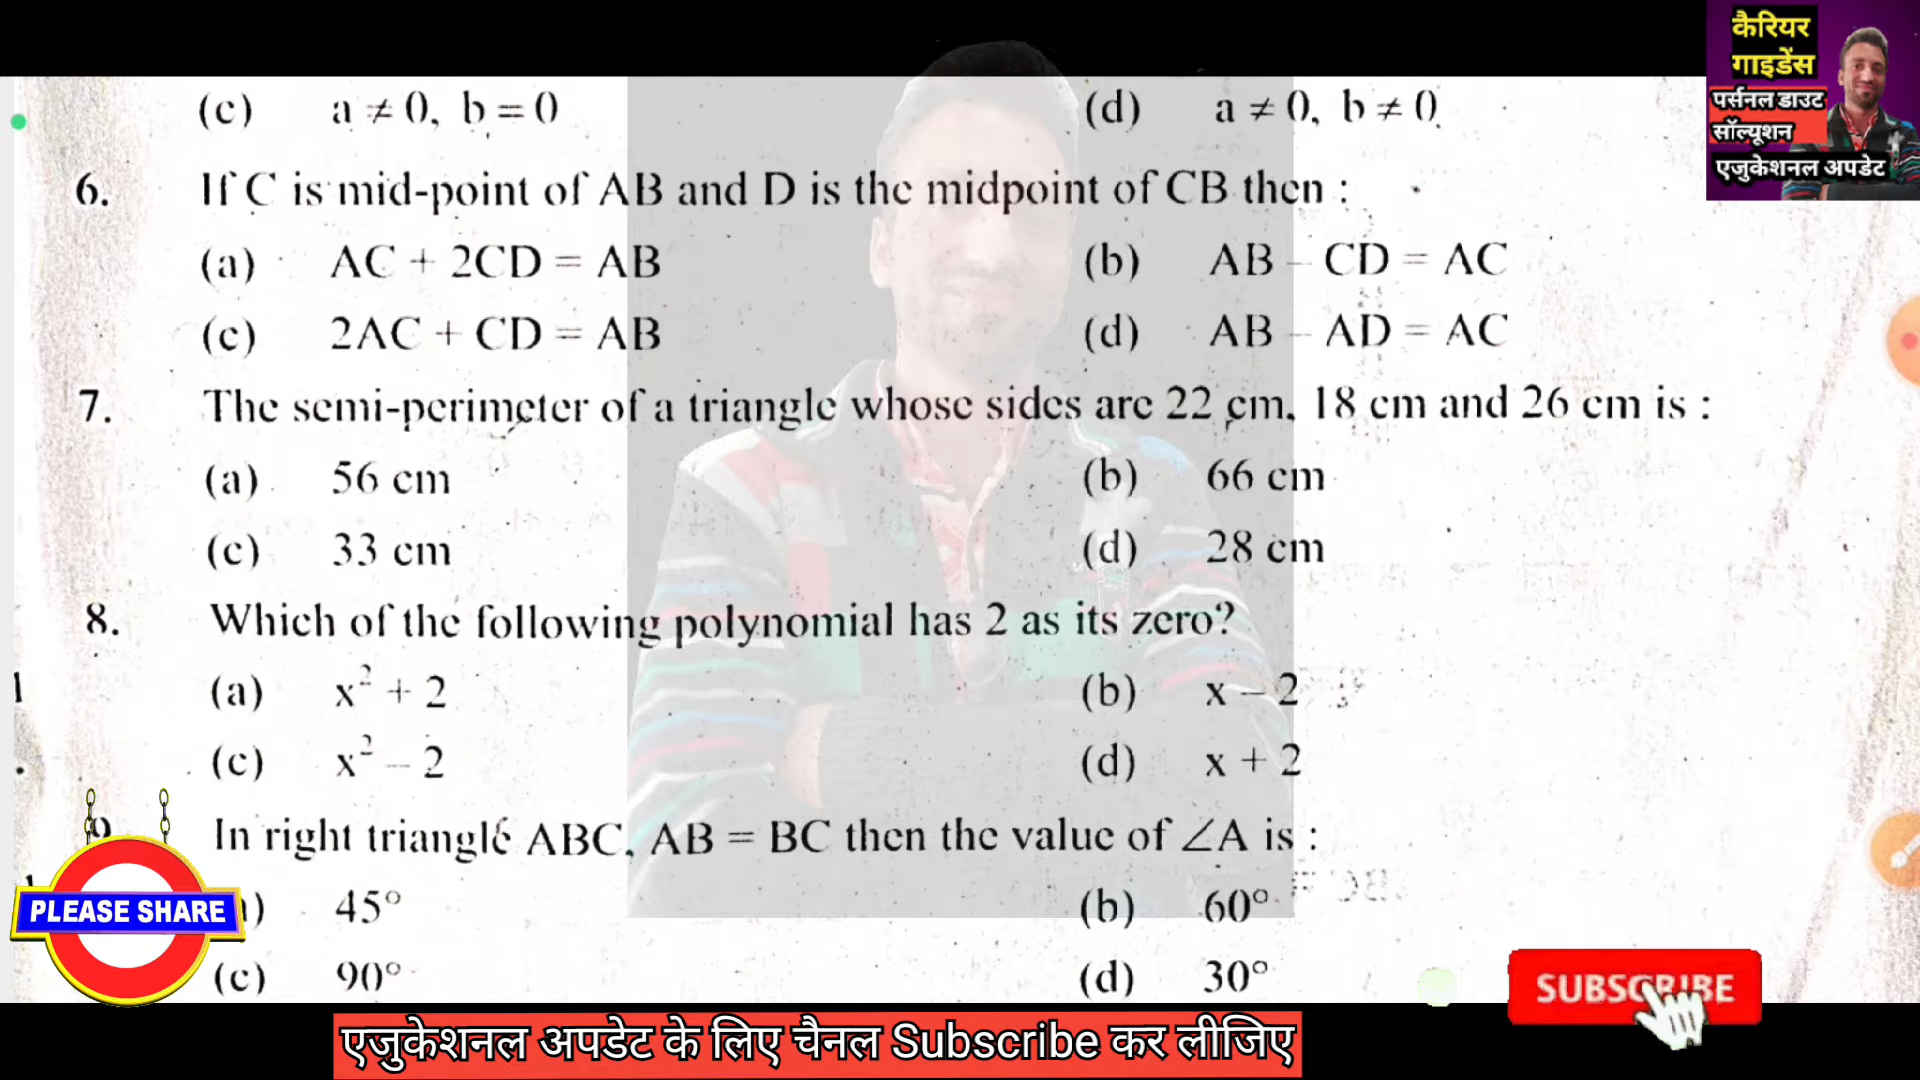 कैरियर
गाइडेंस
पर्सनल डाउट
सॉल्यूशन
एजुकेशनल अपडेट
(c) a ≠ 0, b = 0 (d) a ≠ 0, b ≠ 0
6. If C is mid-point of AB and D is the midpoint of CB then :
(a) AC + 2CD = AB (b) AB – CD = AC
(c) 2AC + CD = AB (d) AB – AD = AC
7. The semi-perimeter of a triangle whose sides are 22 cm, 18 cm and 26 cm is :
(a) 56 cm (b) 66 cm
(c) 33 cm (d) 28 cm
8. Which of the following polynomial has 2 as its zero?
(a) x² + 2 (b) x – 2
(c) x² – 2 (d) x + 2
9. In right triangle ABC, AB = BC then the value of ∠A is :
45° (b) 60°
(c) 90° (d) 30°
PLEASE SHARE
SUBSCRIBE
एजुकेशनल अपडेट के लिए चैनल Subscribe कर लीजिए